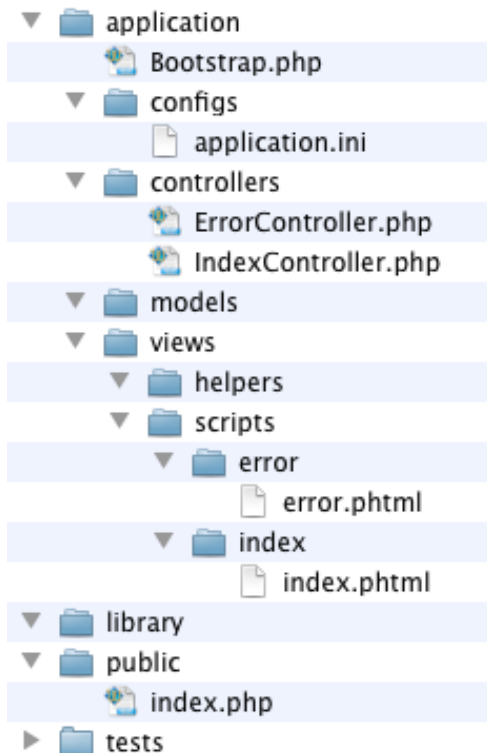 application
Bootstrap.php
configs
application.ini
controllers
ErrorController.php
IndexController.php
models
views
helpers
scripts
error
error.phtml
index
index.phtml
library
public
index.php
tests